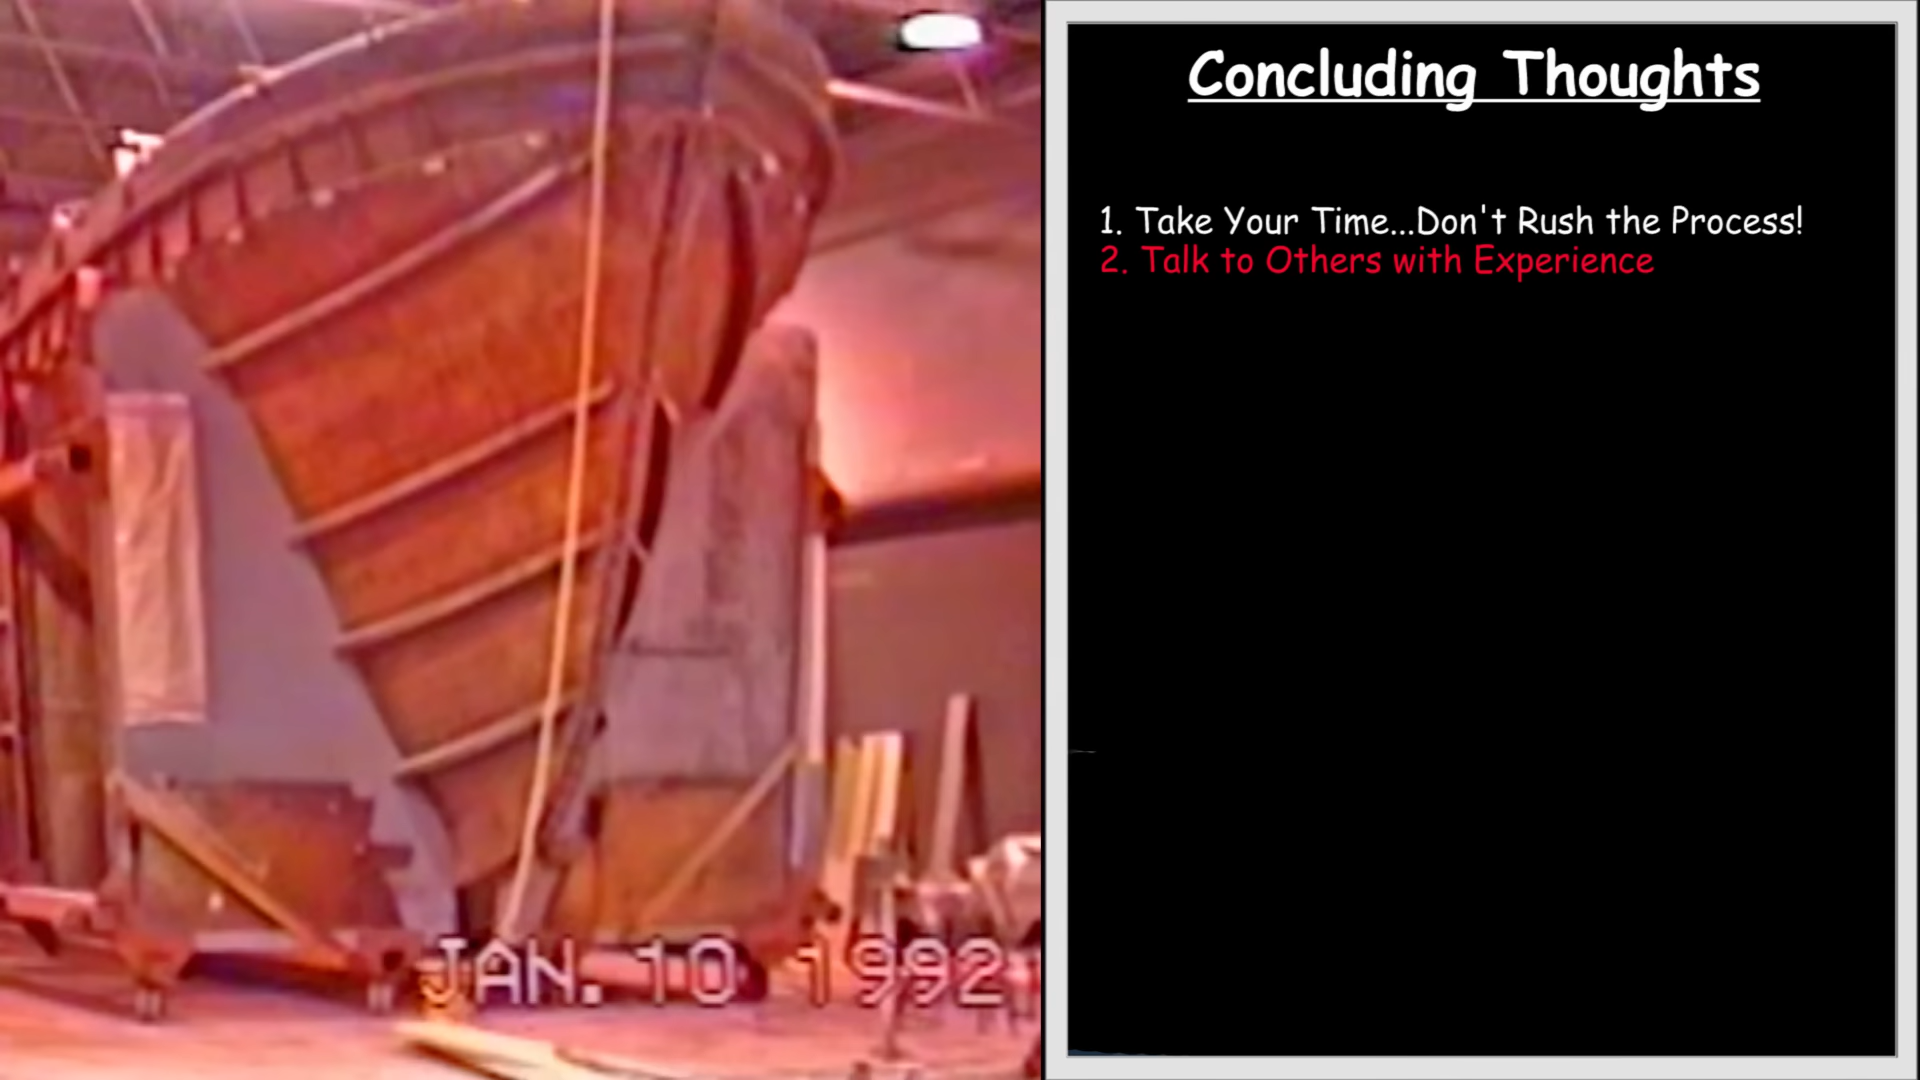 Concluding Thoughts
1. Take Your Time...Don't Rush the Process!
2. Talk to Others with Experience
JAN. 10 1992